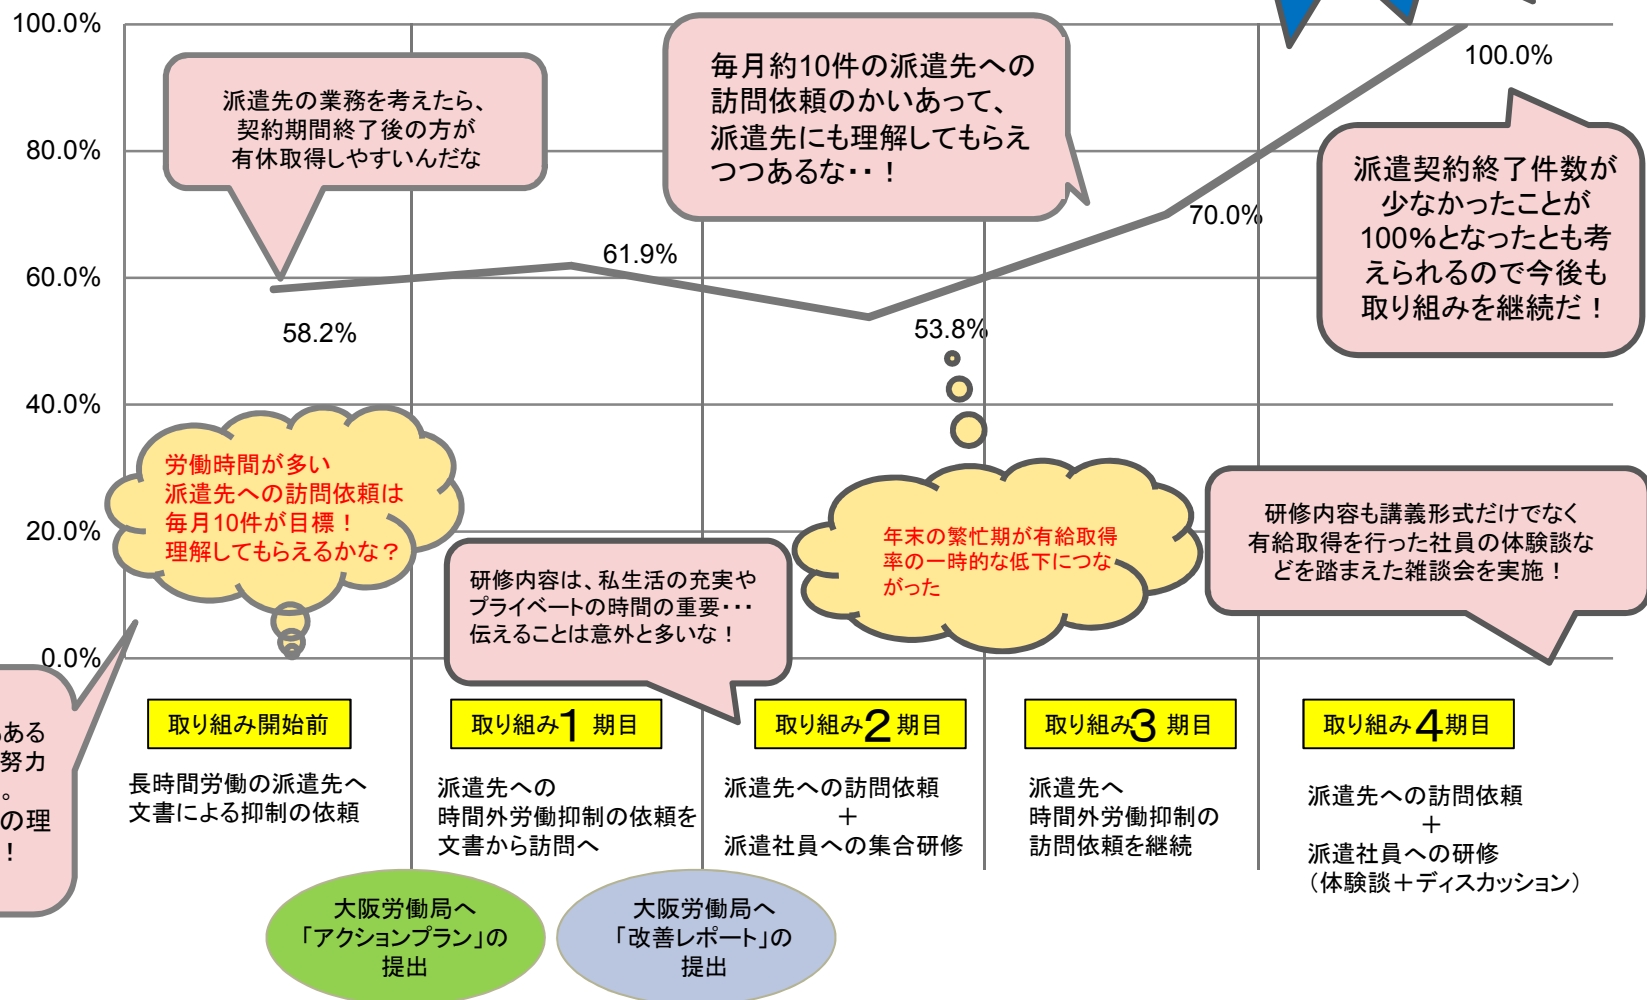 100.0%
80.0%
60.0%
40.0%
20.0%
0.0%
派遣先の業務を考えたら、
契約期間終了後の方が
有休取得しやすいんだな
毎月約10件の派遣先への
訪問依頼のかいあって、
派遣先にも理解してもらえ
つつあるな・・！
派遣契約終了件数が
少なかったことが
100%となったとも考
えられるので今後も
取り組みを継続だ！
58.2%
61.9%
53.8%
70.0%
100.0%
労働時間が多い
派遣先への訪問依頼は
毎月10件が目標！
理解してもらえるかな？
研修内容は、私生活の充実や
プライベートの時間の重要・・・
伝えることは意外と多いな！
年末の繁忙期が有給取得
率の一時的な低下につな
がった
研修内容も講義形式だけでなく
有給取得を行った社員の体験談な
どを踏まえた雑談会を実施！
ある
努力
。
の理
！
取り組み開始前
長時間労働の派遣先へ
文書による抑制の依頼
取り組み1期目
派遣先への
時間外労働抑制の依頼を
文書から訪問へ
取り組み2期目
派遣先への訪問依頼
＋
派遣社員への集合研修
取り組み3期目
派遣先へ
時間外労働抑制の
訪問依頼を継続
取り組み4期目
派遣先への訪問依頼
＋
派遣社員への研修
（体験談＋ディスカッション）
大阪労働局へ
「アクションプラン」の
提出
大阪労働局へ
「改善レポート」の
提出